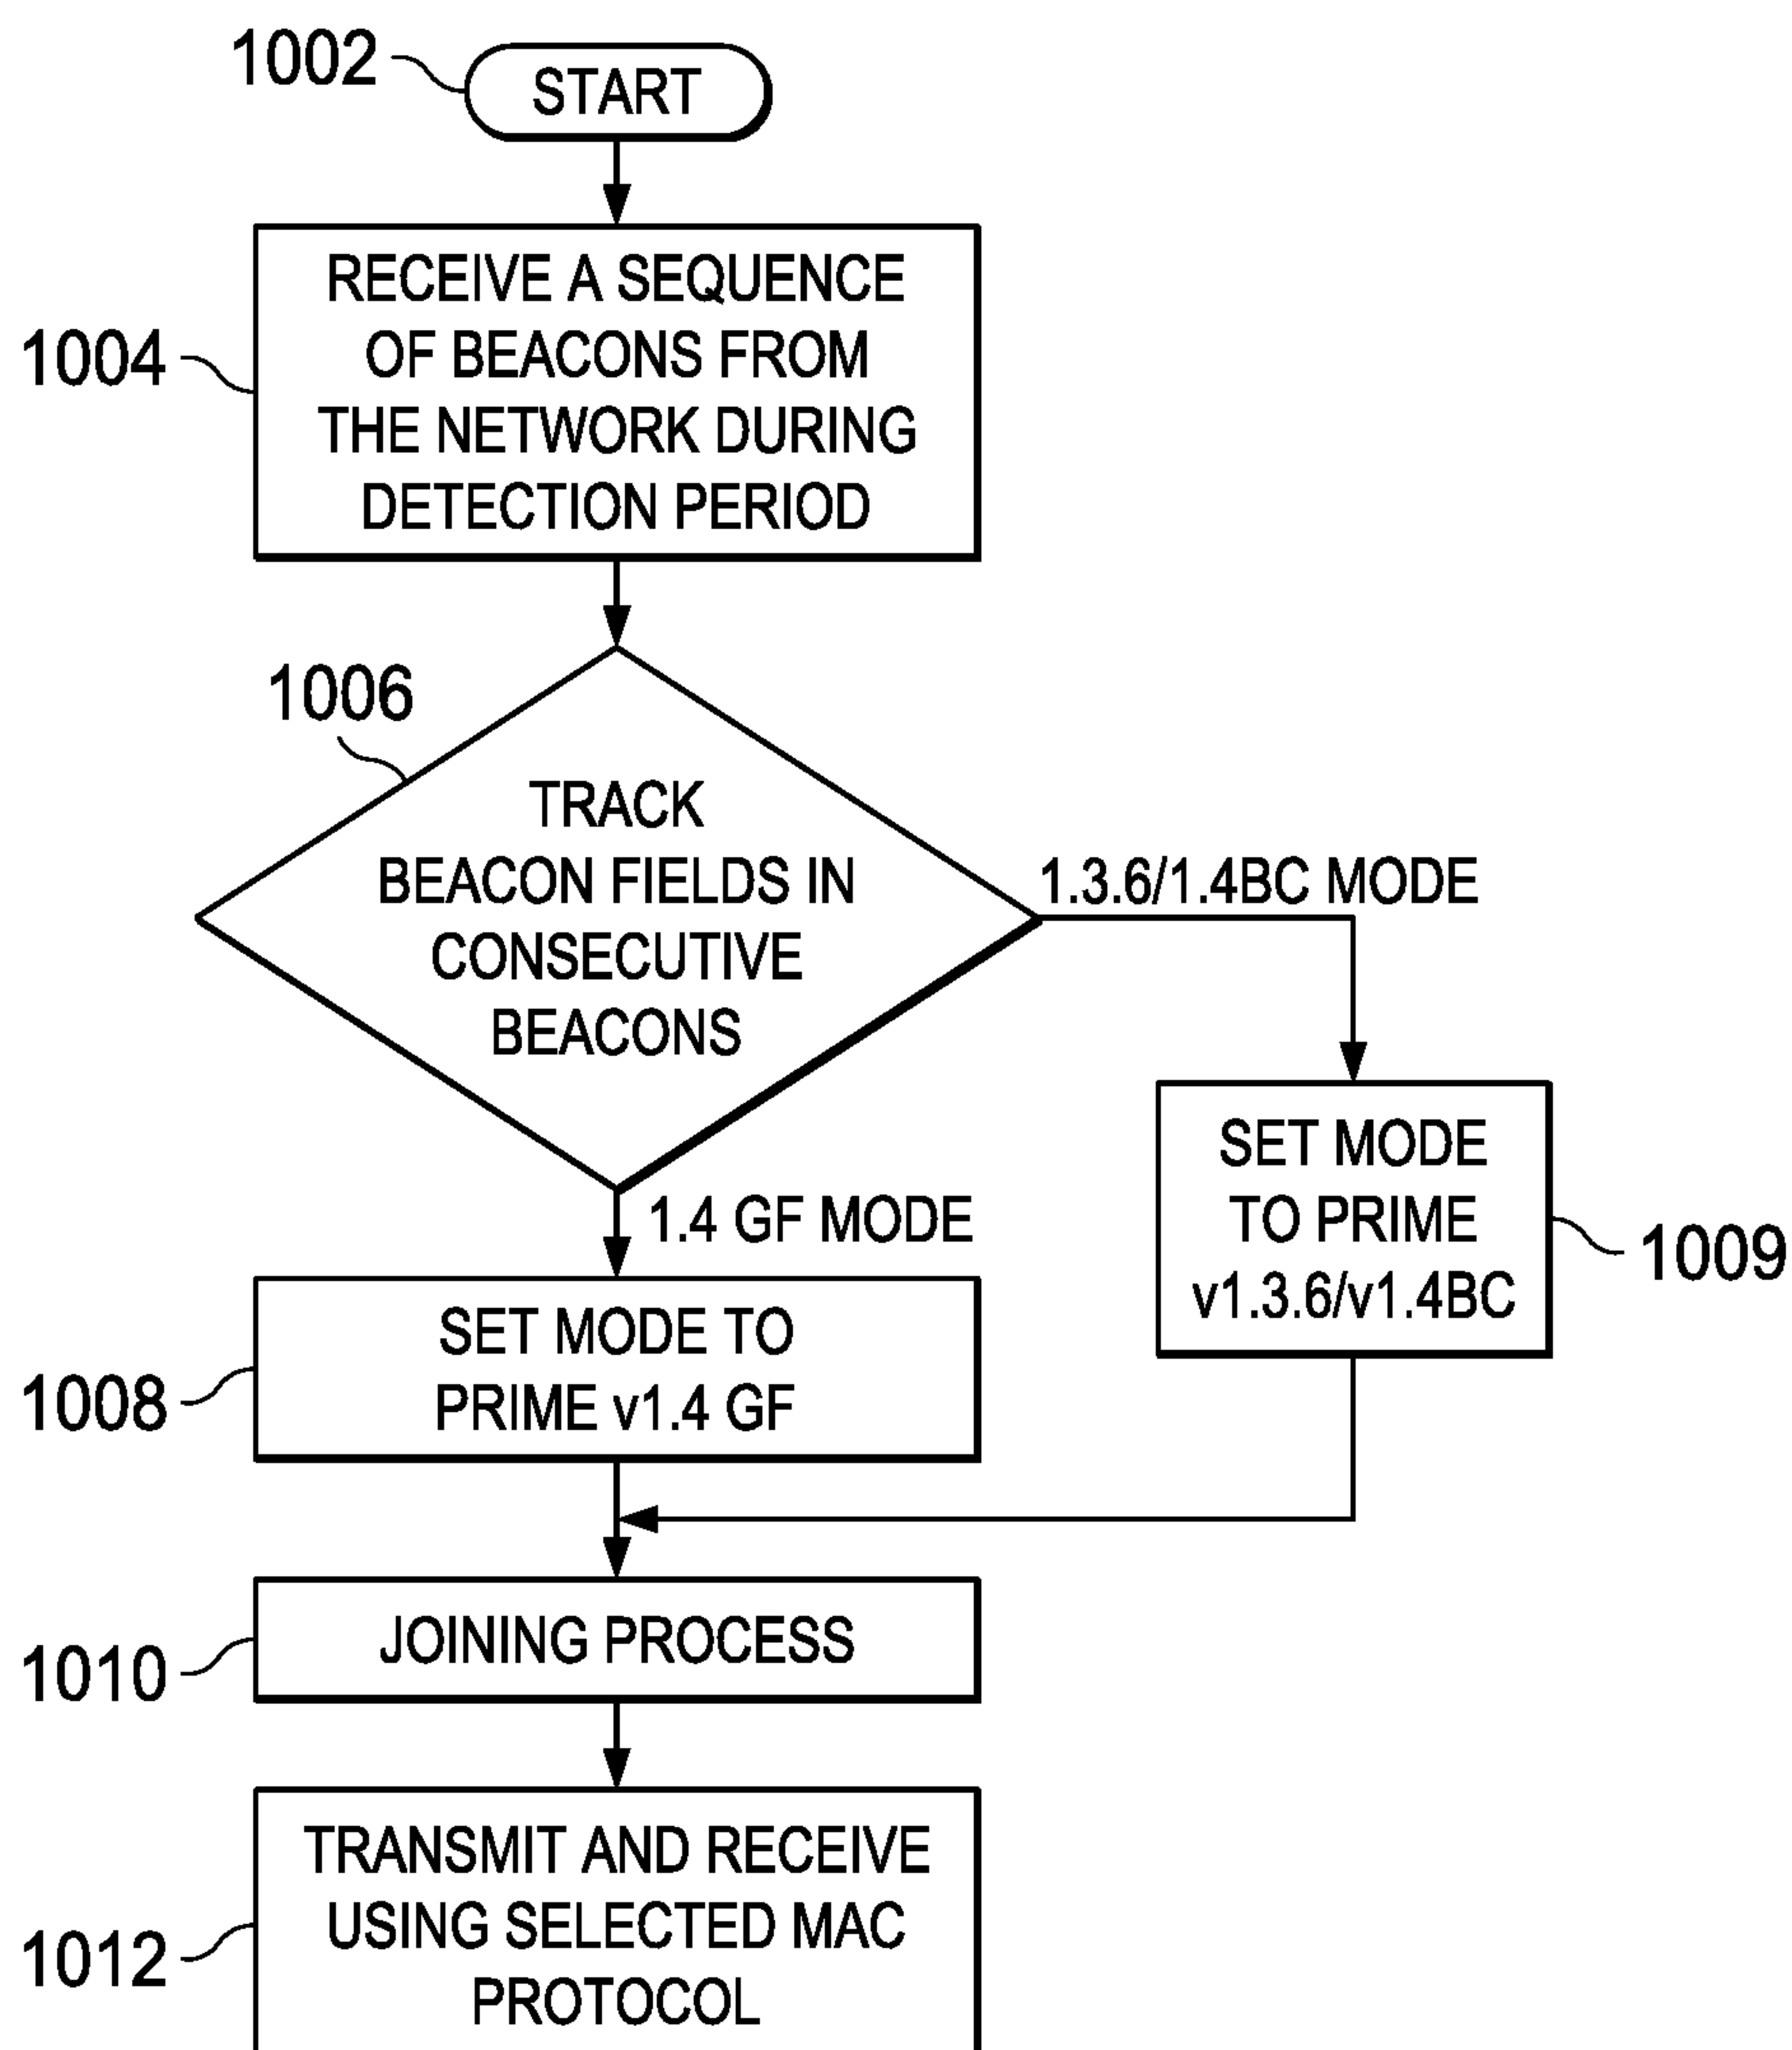 1002
START
1004
RECEIVE A SEQUENCE
OF BEACONS FROM
THE NETWORK DURING
DETECTION PERIOD
1006
TRACK
BEACON FIELDS IN
CONSECUTIVE
BEACONS
1.3.6/1.4BC MODE
1.4 GF MODE
SET MODE
TO PRIME
v1.3.6/v1.4BC
1009
1008
SET MODE TO
PRIME v1.4 GF
1010
JOINING PROCESS
1012
TRANSMIT AND RECEIVE
USING SELECTED MAC
PROTOCOL